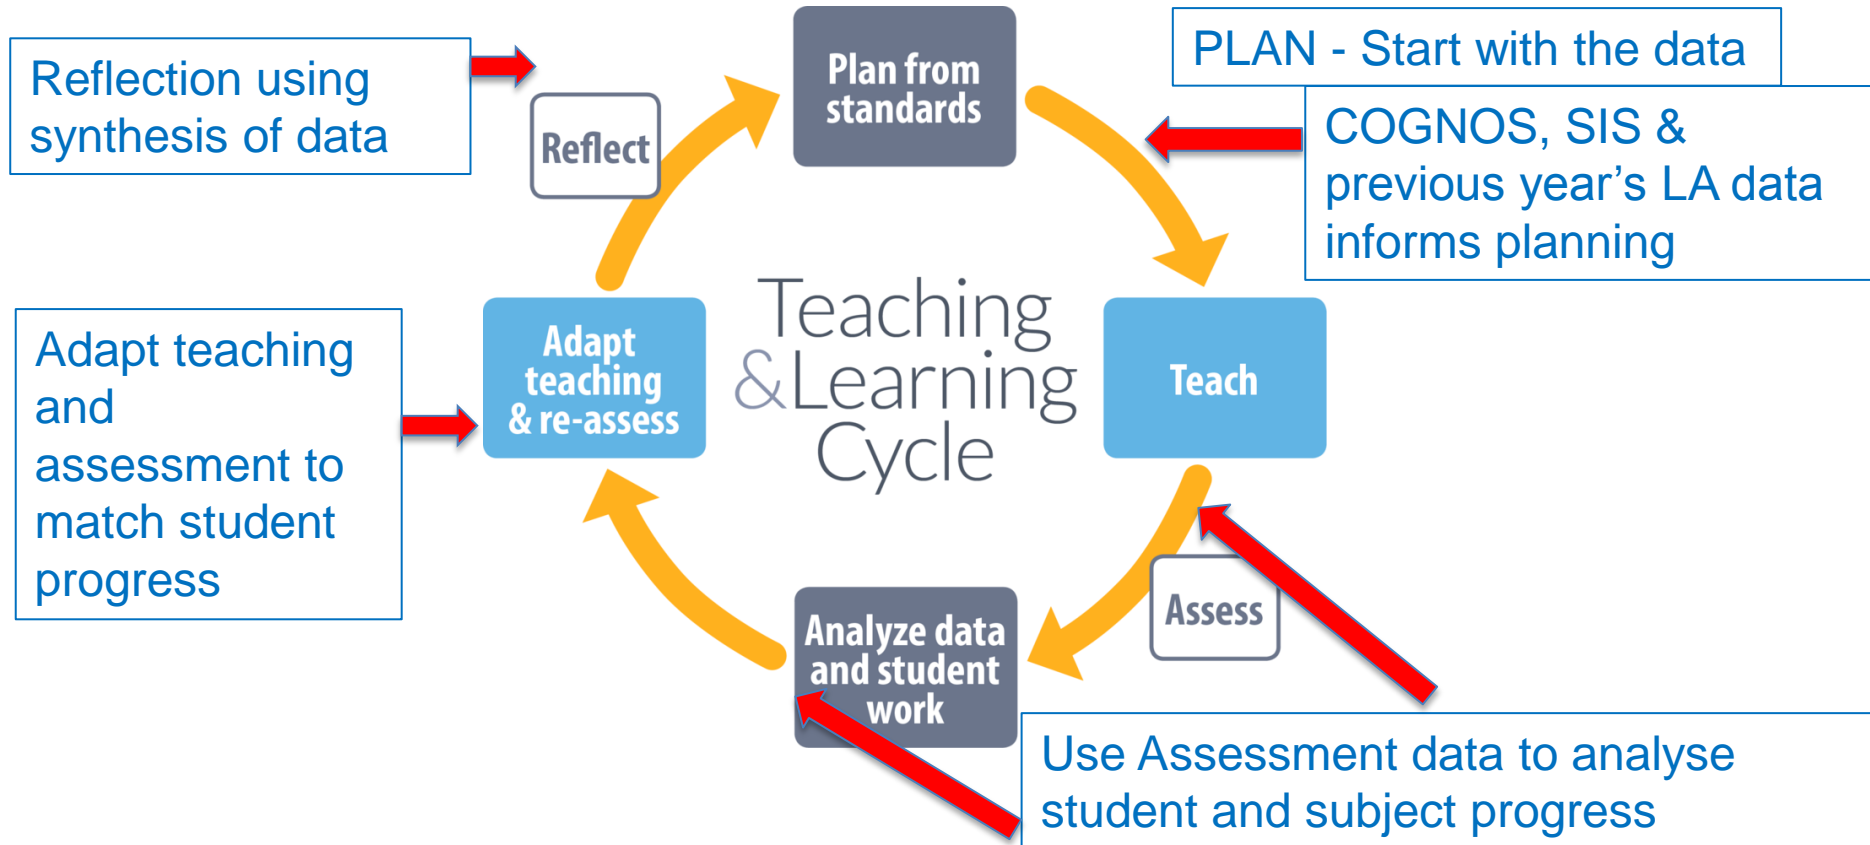 Reflection using
synthesis of data
Reflect
Plan from
standards
PLAN - Start with the data
COGNOS, SIS &
previous year’s LA data
informs planning
Adapt teaching
and
assessment to
match student
progress
Adapt
teaching
& re-assess
Teaching
&Learning
Cycle
Teach
Assess
Analyze data
and student
work
Use Assessment data to analyse
student and subject progress